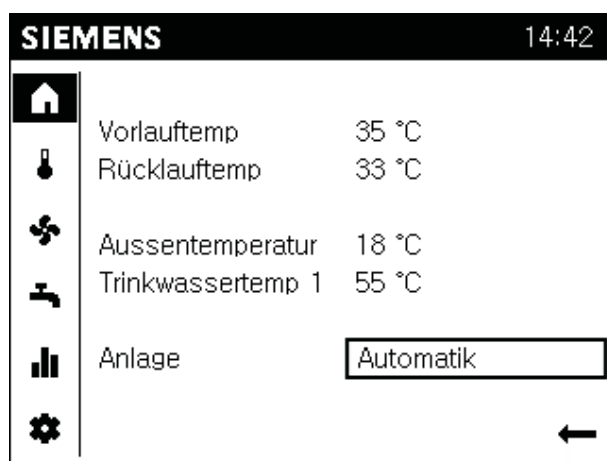 SIEMENS 14:42
Vorlauftemp 35 °C
Rücklauftemp 33 °C
Aussentemperatur 18 °C
Trinkwassertemp 1 55 °C
Anlage Automatik